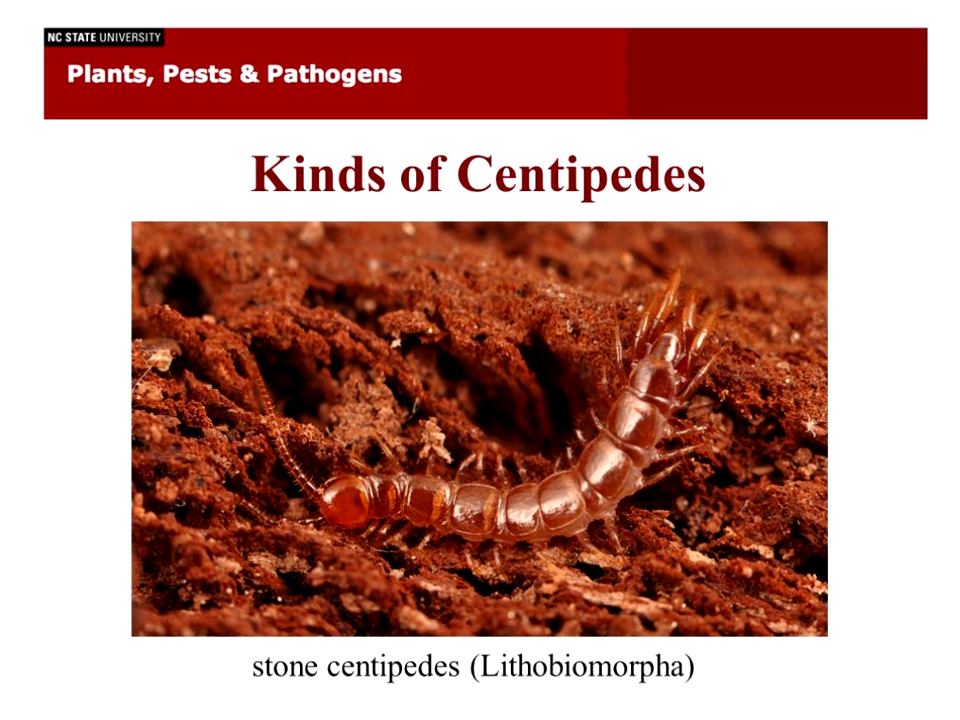 NC STATE UNIVERSITY
Plants, Pests & Pathogens
Kinds of Centipedes
stone centipedes (Lithobiomorpha)